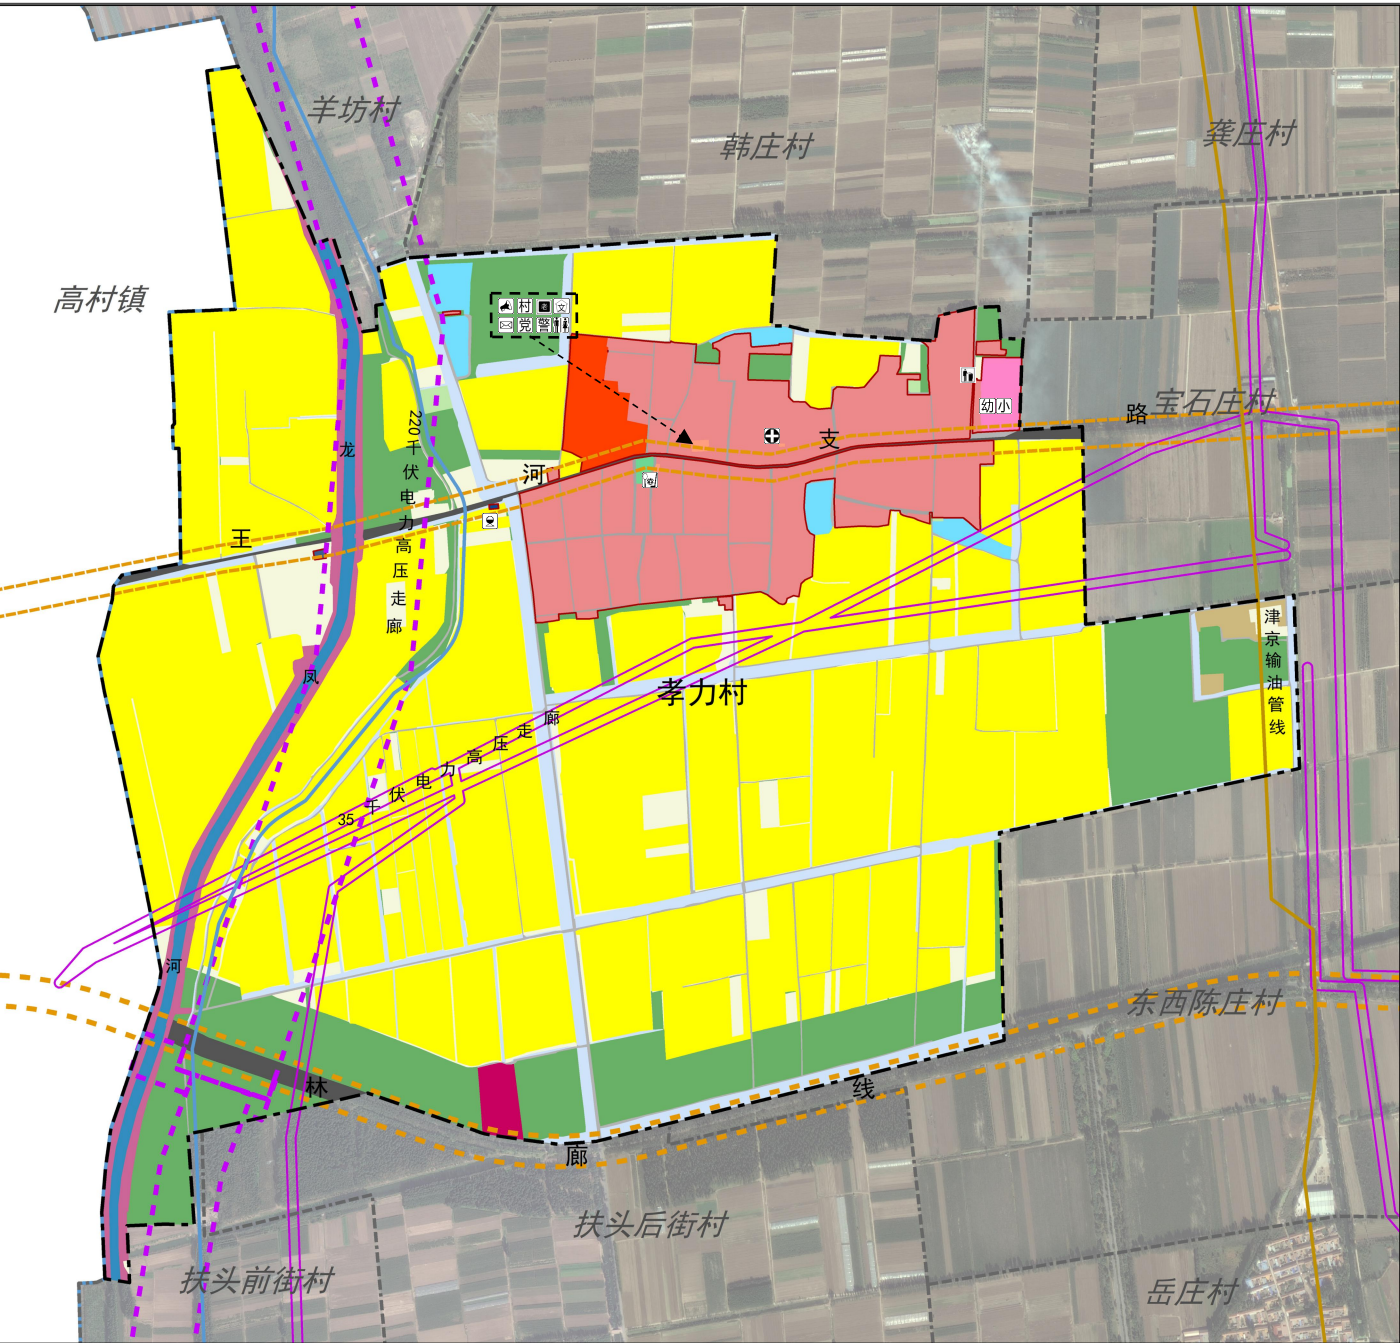 羊坊村
韩庄村
龚庄村
高村镇
村 文
党 警
宝石庄村
幼小
220千伏电力高压走廊
王
河
支
路
龙
凤
河
津京输油管线
孝力村
35千伏电力高压走廊
东西陈庄村
林
廊
线
扶头后街村
扶头前街村
岳庄村